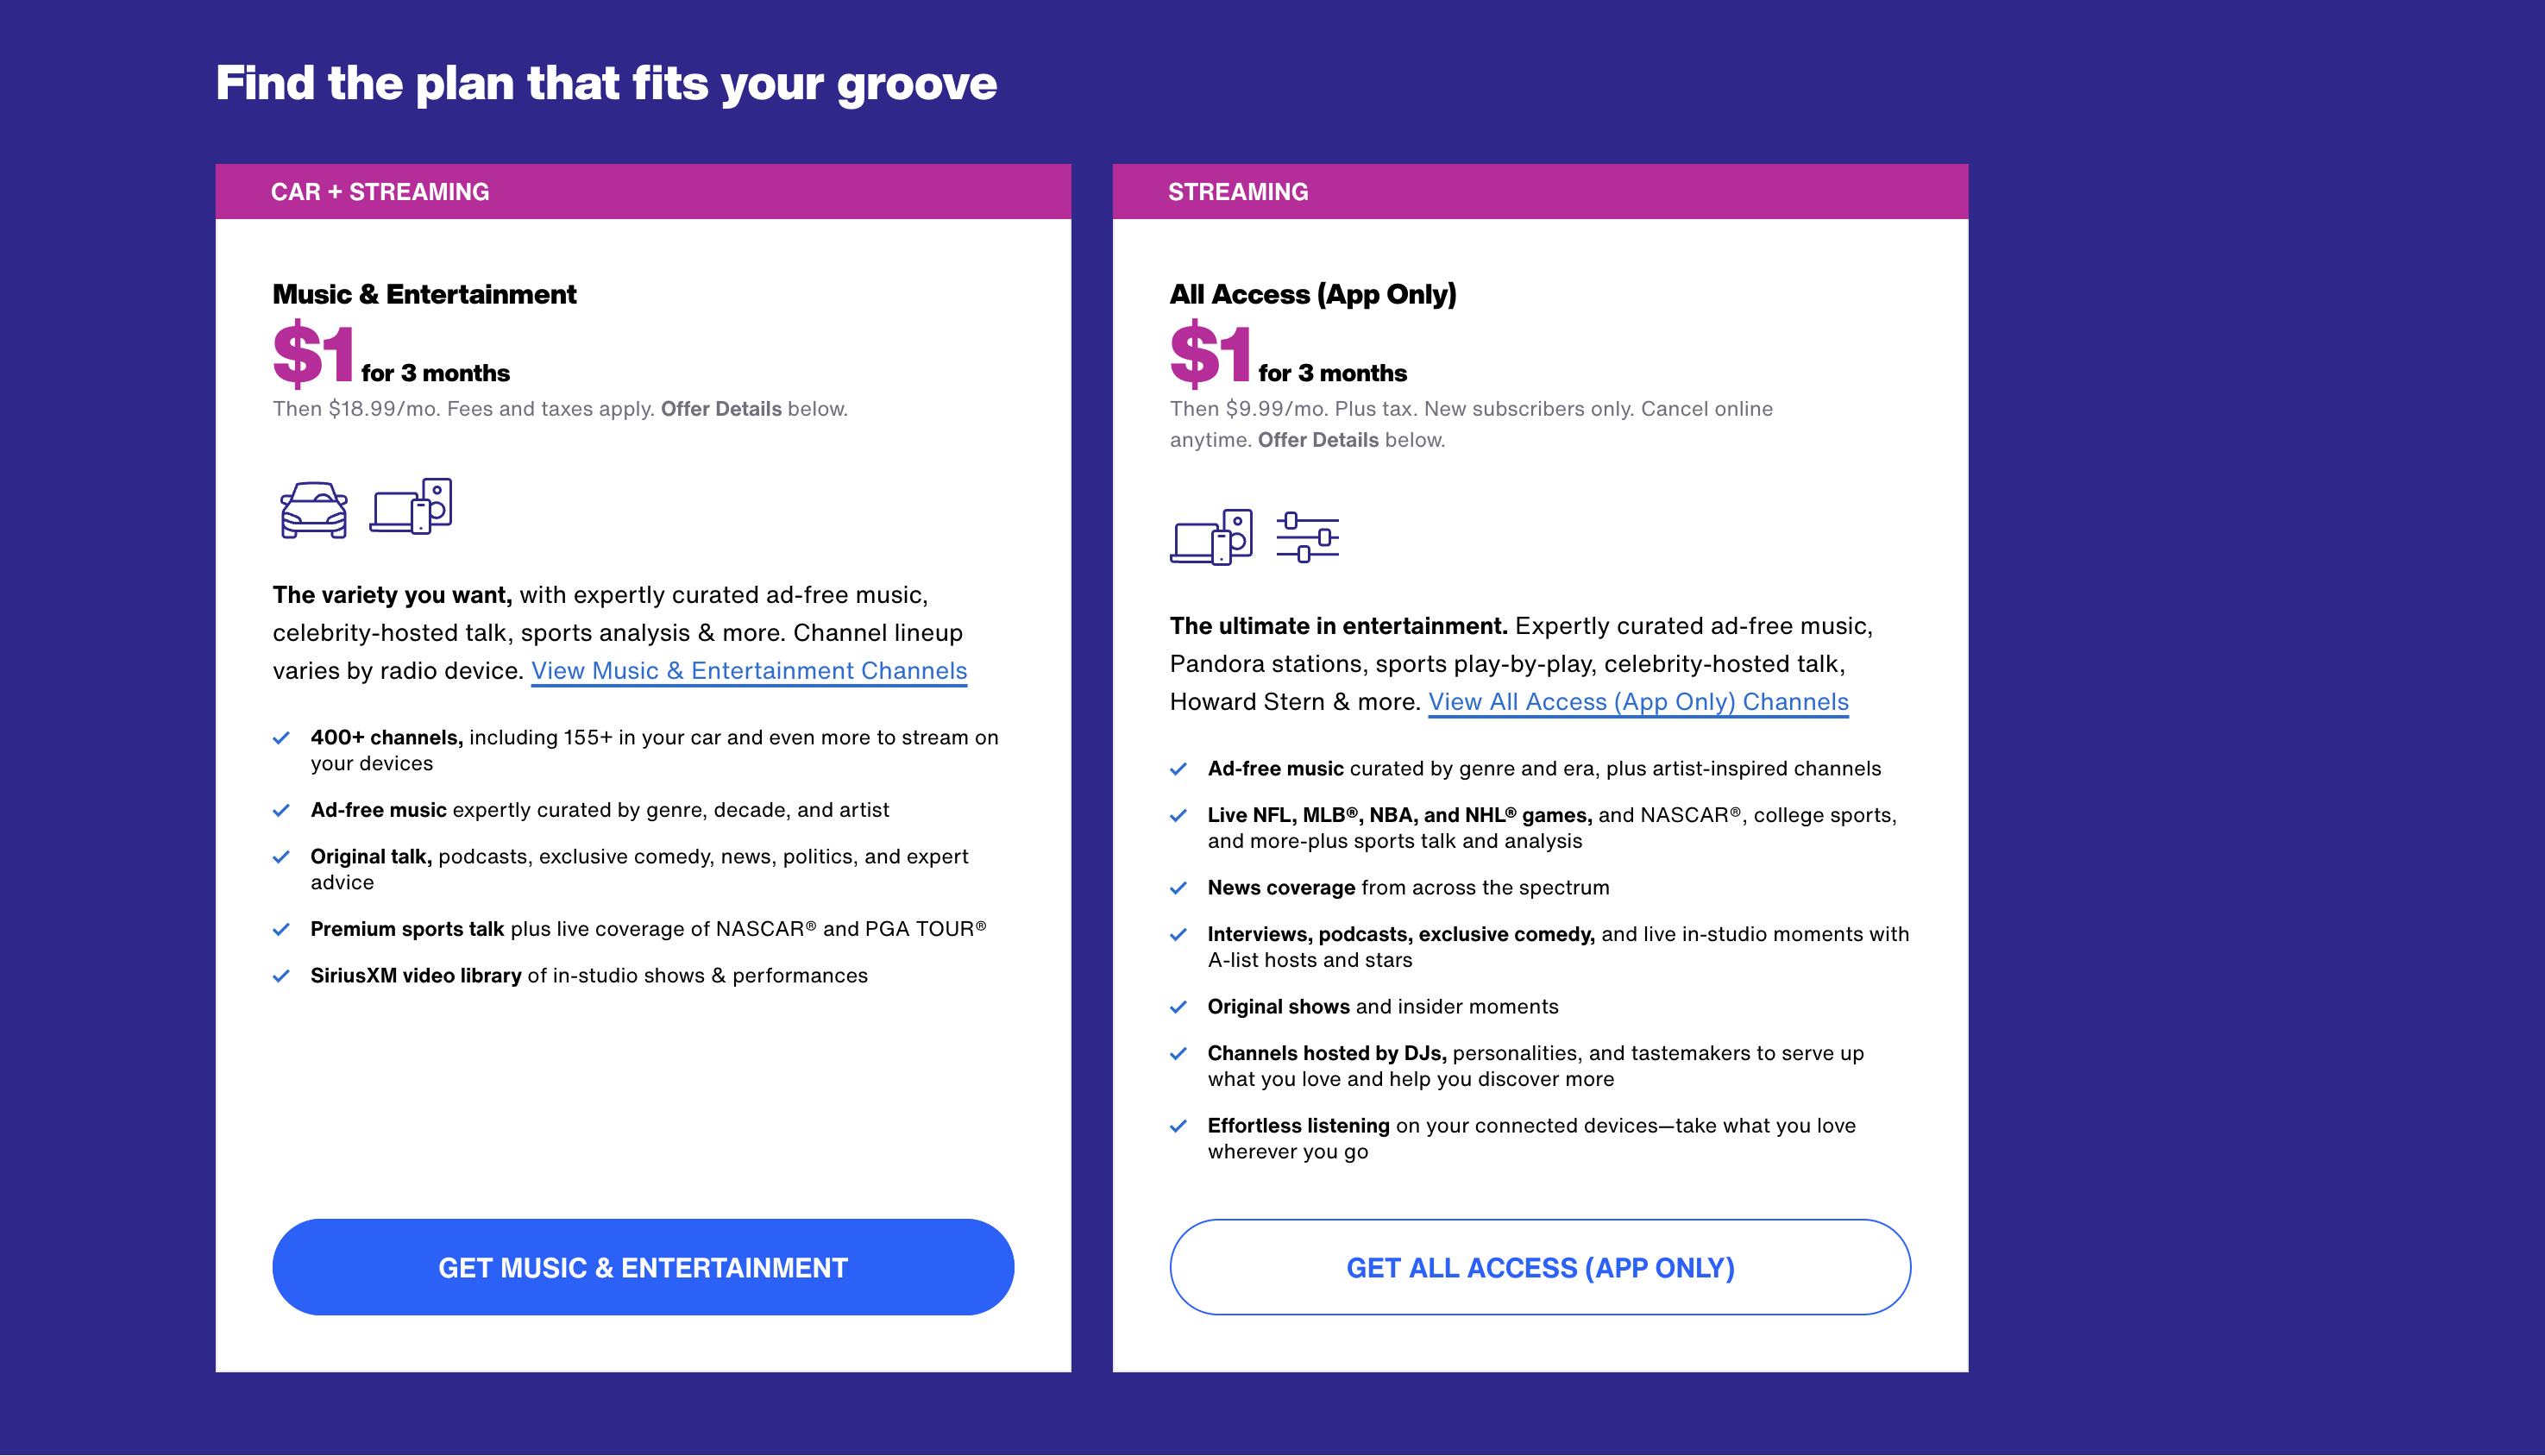 Find the plan that fits your groove
CAR + STREAMING
Music & Entertainment
$1 for 3 months
Then $18.99/mo. Fees and taxes apply. Offer Details below.
The variety you want, with expertly curated ad-free music,
celebrity-hosted talk, sports analysis & more. Channel lineup
varies by radio device. View Music & Entertainment Channels
400+ channels, including 155+ in your car and even more to stream on
your devices
Ad-free music expertly curated by genre, decade, and artist
Original talk, podcasts, exclusive comedy, news, politics, and expert
advice
Premium sports talk plus live coverage of NASCAR® and PGA TOUR®
SiriusXM video library of in-studio shows & performances
GET MUSIC & ENTERTAINMENT
STREAMING
All Access (App Only)
$1 for 3 months
Then $9.99/mo. Plus tax. New subscribers only. Cancel online
anytime. Offer Details below.
The ultimate in entertainment. Expertly curated ad-free music,
Pandora stations, sports play-by-play, celebrity-hosted talk,
Howard Stern & more. View All Access (App Only) Channels
Ad-free music curated by genre and era, plus artist-inspired channels
Live NFL, MLB®, NBA, and NHL® games, and NASCAR®, college sports,
and more-plus sports talk and analysis
News coverage from across the spectrum
Interviews, podcasts, exclusive comedy, and live in-studio moments with
A-list hosts and stars
Original shows and insider moments
Channels hosted by DJs, personalities, and tastemakers to serve up
what you love and help you discover more
Effortless listening on your connected devices—take what you love
wherever you go
GET ALL ACCESS (APP ONLY)